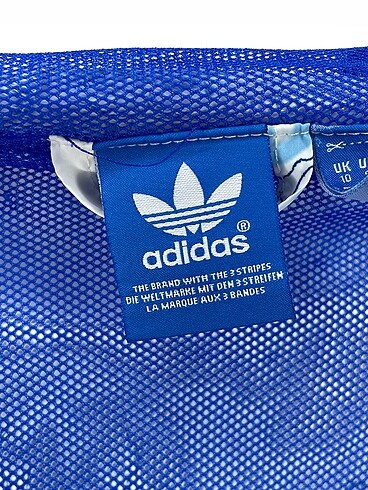 adidas®
THE BRAND WITH THE 3 STRIPES
DIE WELTMARKE MIT DEN 3 STREIFEN
LA MARQUE AUX 3 BANDES
UK
10